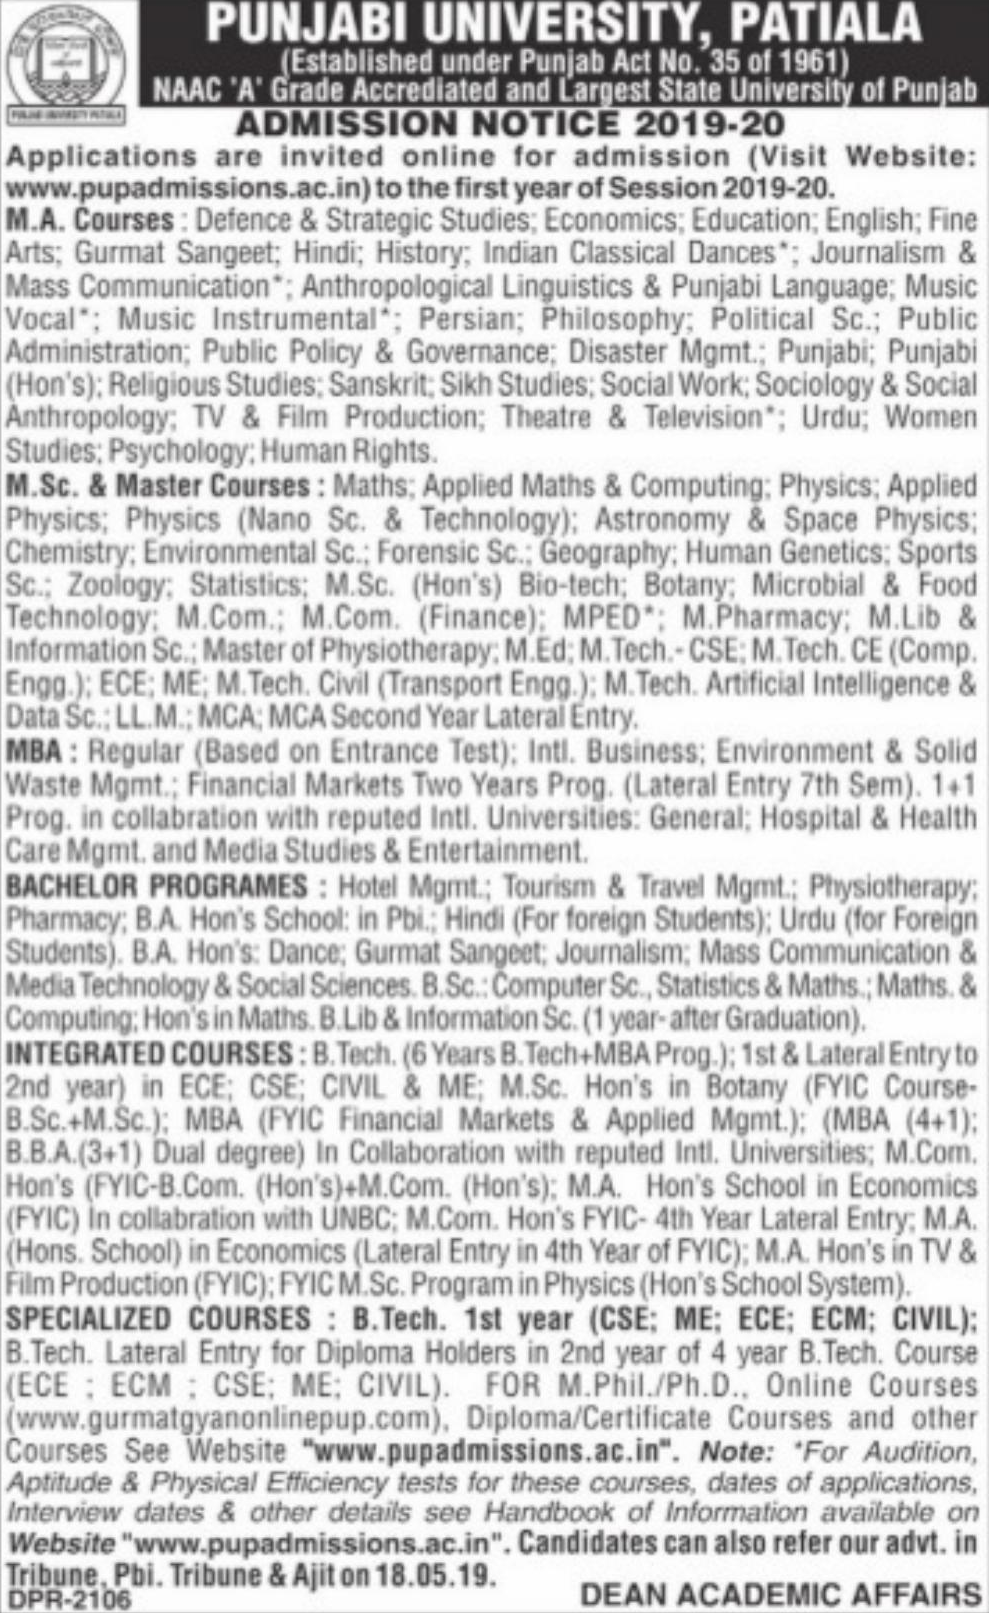 PUNJABI UNIVERSITY, PATIALA
(Established under Punjab Act No. 35 of 1961)
NAAC 'A' Grade Accrediated and Largest State University of Punjab
PUNJABI UNIVERSITY PATIALA
ADMISSION NOTICE 2019-20
Applications are invited online for admission (Visit Website:
www.pupadmissions.ac.in) to the first year of Session 2019-20.
M.A. Courses : Defence & Strategic Studies; Economics; Education; English; Fine
Arts; Gurmat Sangeet; Hindi; History; Indian Classical Dances*; Journalism &
Mass Communication*; Anthropological Linguistics & Punjabi Language; Music
Vocal*; Music Instrumental*; Persian; Philosophy; Political Sc.; Public
Administration; Public Policy & Governance; Disaster Mgmt.; Punjabi; Punjabi
(Hon's); Religious Studies; Sanskrit; Sikh Studies; Social Work; Sociology & Social
Anthropology; TV & Film Production; Theatre & Television*; Urdu; Women
Studies; Psychology; Human Rights.
M.Sc. & Master Courses : Maths; Applied Maths & Computing; Physics; Applied
Physics; Physics (Nano Sc. & Technology); Astronomy & Space Physics;
Chemistry; Environmental Sc.; Forensic Sc.; Geography; Human Genetics; Sports
Sc.; Zoology; Statistics; M.Sc. (Hon's) Bio-tech; Botany; Microbial & Food
Technology; M.Com.; M.Com. (Finance); MPED*; M.Pharmacy; M.Lib &
Information Sc.; Master of Physiotherapy; M.Ed; M.Tech.- CSE; M.Tech. CE (Comp.
Engg.); ECE; ME; M.Tech. Civil (Transport Engg.); M.Tech. Artificial Intelligence &
Data Sc.; LL.M.; MCA; MCA Second Year Lateral Entry.
MBA : Regular (Based on Entrance Test); Intl. Business; Environment & Solid
Waste Mgmt.; Financial Markets Two Years Prog. (Lateral Entry 7th Sem). 1+1
Prog. in collabration with reputed Intl. Universities: General; Hospital & Health
Care Mgmt. and Media Studies & Entertainment.
BACHELOR PROGRAMES : Hotel Mgmt.; Tourism & Travel Mgmt.; Physiotherapy;
Pharmacy; B.A. Hon's School: in Pbi.; Hindi (For foreign Students); Urdu (for Foreign
Students). B.A. Hon's: Dance; Gurmat Sangeet; Journalism; Mass Communication &
Media Technology & Social Sciences. B.Sc.: Computer Sc., Statistics & Maths.; Maths. &
Computing; Hon's in Maths. B.Lib & Information Sc. (1 year- after Graduation).
INTEGRATED COURSES : B.Tech. (6 Years B.Tech+MBA Prog.); 1st & Lateral Entry to
2nd year) in ECE; CSE; CIVIL & ME; M.Sc. Hon's in Botany (FYIC Course-
B.Sc.+M.Sc.); MBA (FYIC Financial Markets & Applied Mgmt.); (MBA (4+1);
B.B.A.(3+1) Dual degree) In Collaboration with reputed Intl. Universities; M.Com.
Hon's (FYIC-B.Com. (Hon's)+M.Com. (Hon's); M.A. Hon's School in Economics
(FYIC) In collabration with UNBC; M.Com. Hon's FYIC- 4th Year Lateral Entry; M.A.
(Hons. School) in Economics (Lateral Entry in 4th Year of FYIC); M.A. Hon's in TV &
Film Production (FYIC); FYIC M.Sc. Program in Physics (Hon's School System).
SPECIALIZED COURSES : B.Tech. 1st year (CSE; ME; ECE; ECM; CIVIL);
B.Tech. Lateral Entry for Diploma Holders in 2nd year of 4 year B.Tech. Course
(ECE ; ECM ; CSE; ME; CIVIL). FOR M.Phil./Ph.D., Online Courses
(www.gurmatgyanonlinepup.com), Diploma/Certificate Courses and other
Courses See Website "www.pupadmissions.ac.in". Note: *For Audition,
Aptitude & Physical Efficiency tests for these courses, dates of applications,
Interview dates & other details see Handbook of Information available on
Website "www.pupadmissions.ac.in". Candidates can also refer our advt. in
Tribune, Pbi. Tribune & Ajit on 18.05.19.
DPR-2106
DEAN ACADEMIC AFFAIRS